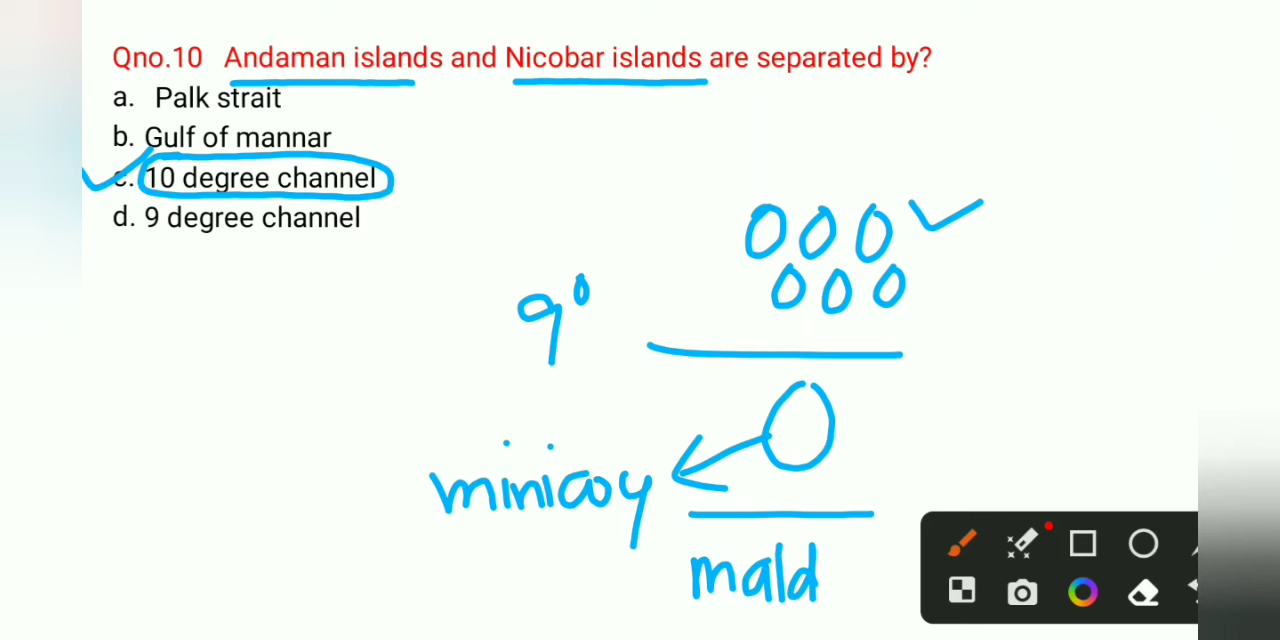 Qno.10 Andaman islands and Nicobar islands are separated by?
a. Palk strait
b. Gulf of mannar
c. 10 degree channel
d. 9 degree channel
9°
minicoy
mald